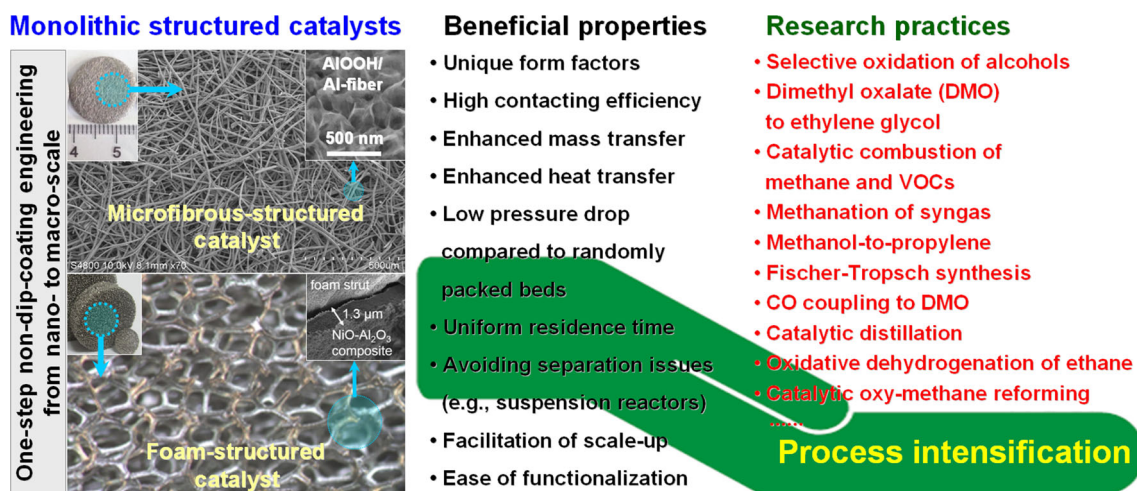 Monolithic structured catalysts
One-step non-dip-coating engineering
from nano- to macro-scale
4 5
AlOOH/
Al-fiber
500 nm
Microfibrous-structured
catalyst
S4800 10.0kV 8.1mm x70
500um
foam strut
1.3 μm
NiO-Al₂O₃
composite
Foam-structured
catalyst
Beneficial properties
• Unique form factors
• High contacting efficiency
• Enhanced mass transfer
• Enhanced heat transfer
• Low pressure drop
compared to randomly
packed beds
• Uniform residence time
• Avoiding separation issues
(e.g., suspension reactors)
• Facilitation of scale-up
• Ease of functionalization
Research practices
• Selective oxidation of alcohols
• Dimethyl oxalate (DMO)
to ethylene glycol
• Catalytic combustion of
methane and VOCs
• Methanation of syngas
• Methanol-to-propylene
• Fischer-Tropsch synthesis
• CO coupling to DMO
• Catalytic distillation
• Oxidative dehydrogenation of ethane
• Catalytic oxy-methane reforming
......
Process intensification